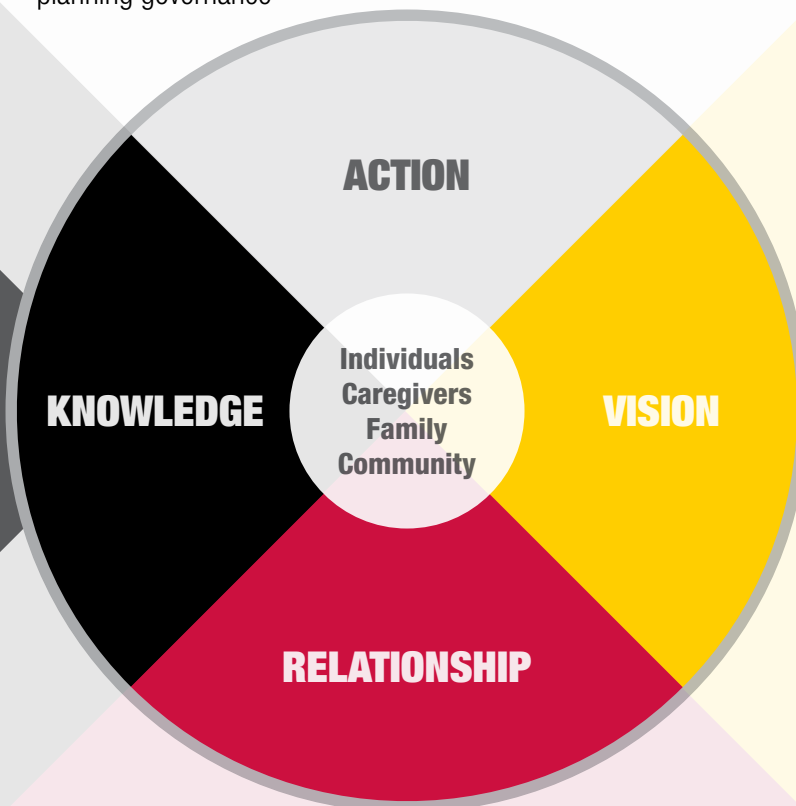 planning governance
ACTION
Individuals
Caregivers
Family
Community
KNOWLEDGE
VISION
RELATIONSHIP